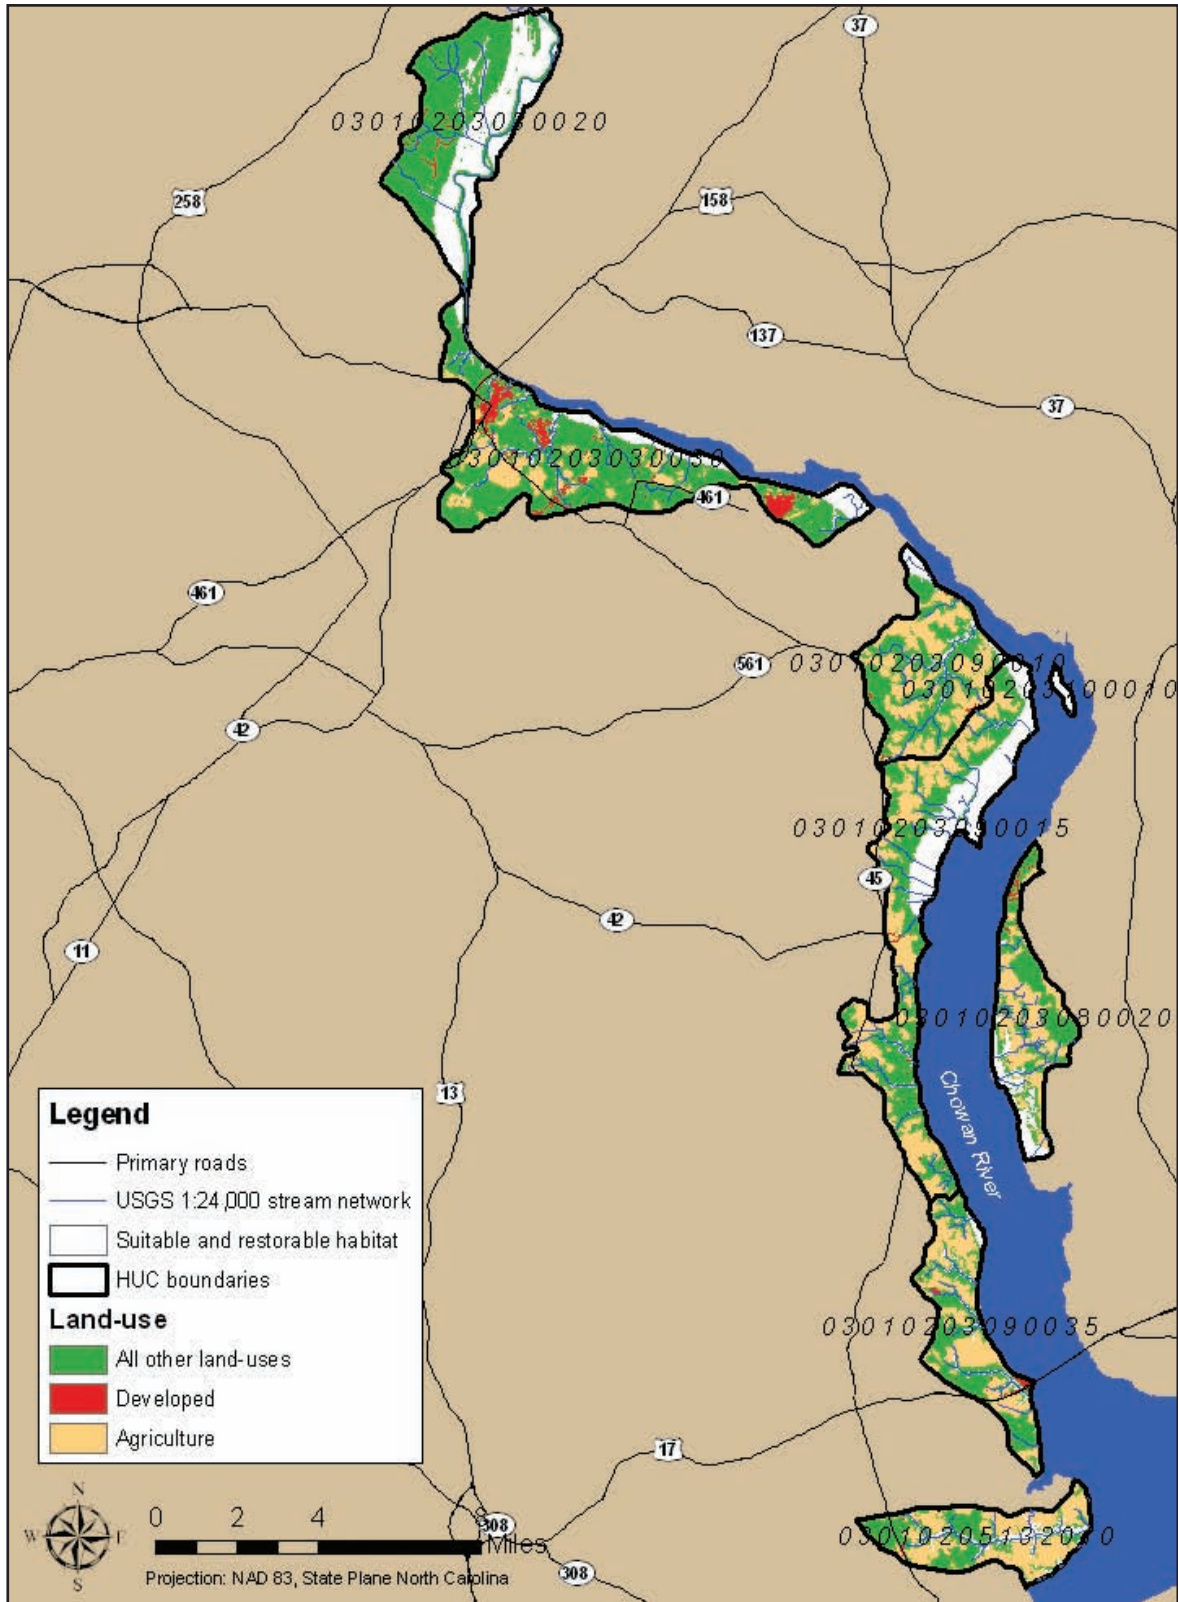 37
03010203030020
258
158
137
37
03010203030030
461
461
561
03010203090010
03010203100010
42
03010203090015
45
42
11
03010203080020
13
Chowan River
Legend
Primary roads
USGS 1:24,000 stream network
Suitable and restorable habitat
HUC boundaries
Land-use
All other land-uses
Developed
Agriculture
03010203090035
17
N
W E
S
0 2 4 8
Miles
308
308
Projection: NAD 83, State Plane North Carolina